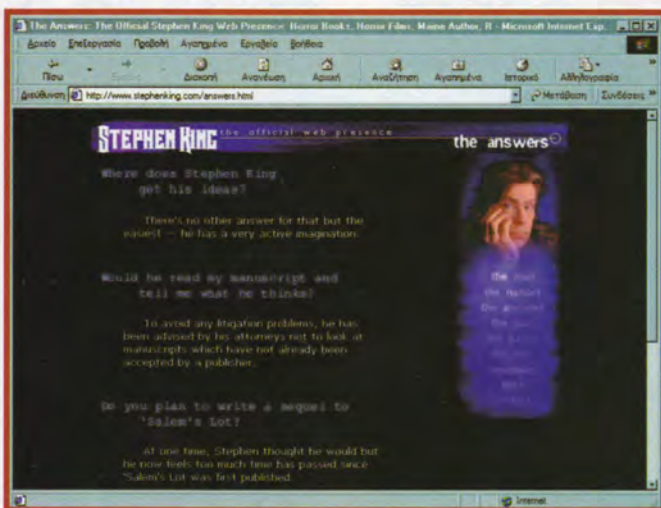 The Answers: The Official Stephen King Web Presence: Horror Books, Horror Films, Maine Author, R - Microsoft Internet Exp...
Αρχείο Επεξεργασία Προβολή Αγαπημένα Εργαλεία Βοήθεια
Πίσω Διακοπή Ανανέωση Αρχική Αναζήτηση Αγαπημένα Ιστορικό Αλληλογραφία
Διεύθυνση http://www.stephenking.com/answers.html Μετάβαση Συνδέσεις
STEPHEN KING the official web presence
the answers
Where does Stephen King
get his ideas?
There's no other answer for that but the
easiest – he has a very active imagination.
Would he read my manuscript and
tell me what he thinks?
To avoid any litigation problems, he has
been advised by his attorneys not to look at
manuscripts which have not already been
accepted by a publisher.
Do you plan to write a sequel to
'Salem's Lot?
At one time, Stephen thought he would but
he now feels too much time has passed since
'Salem's Lot was first published.
the man
the answers
Internet